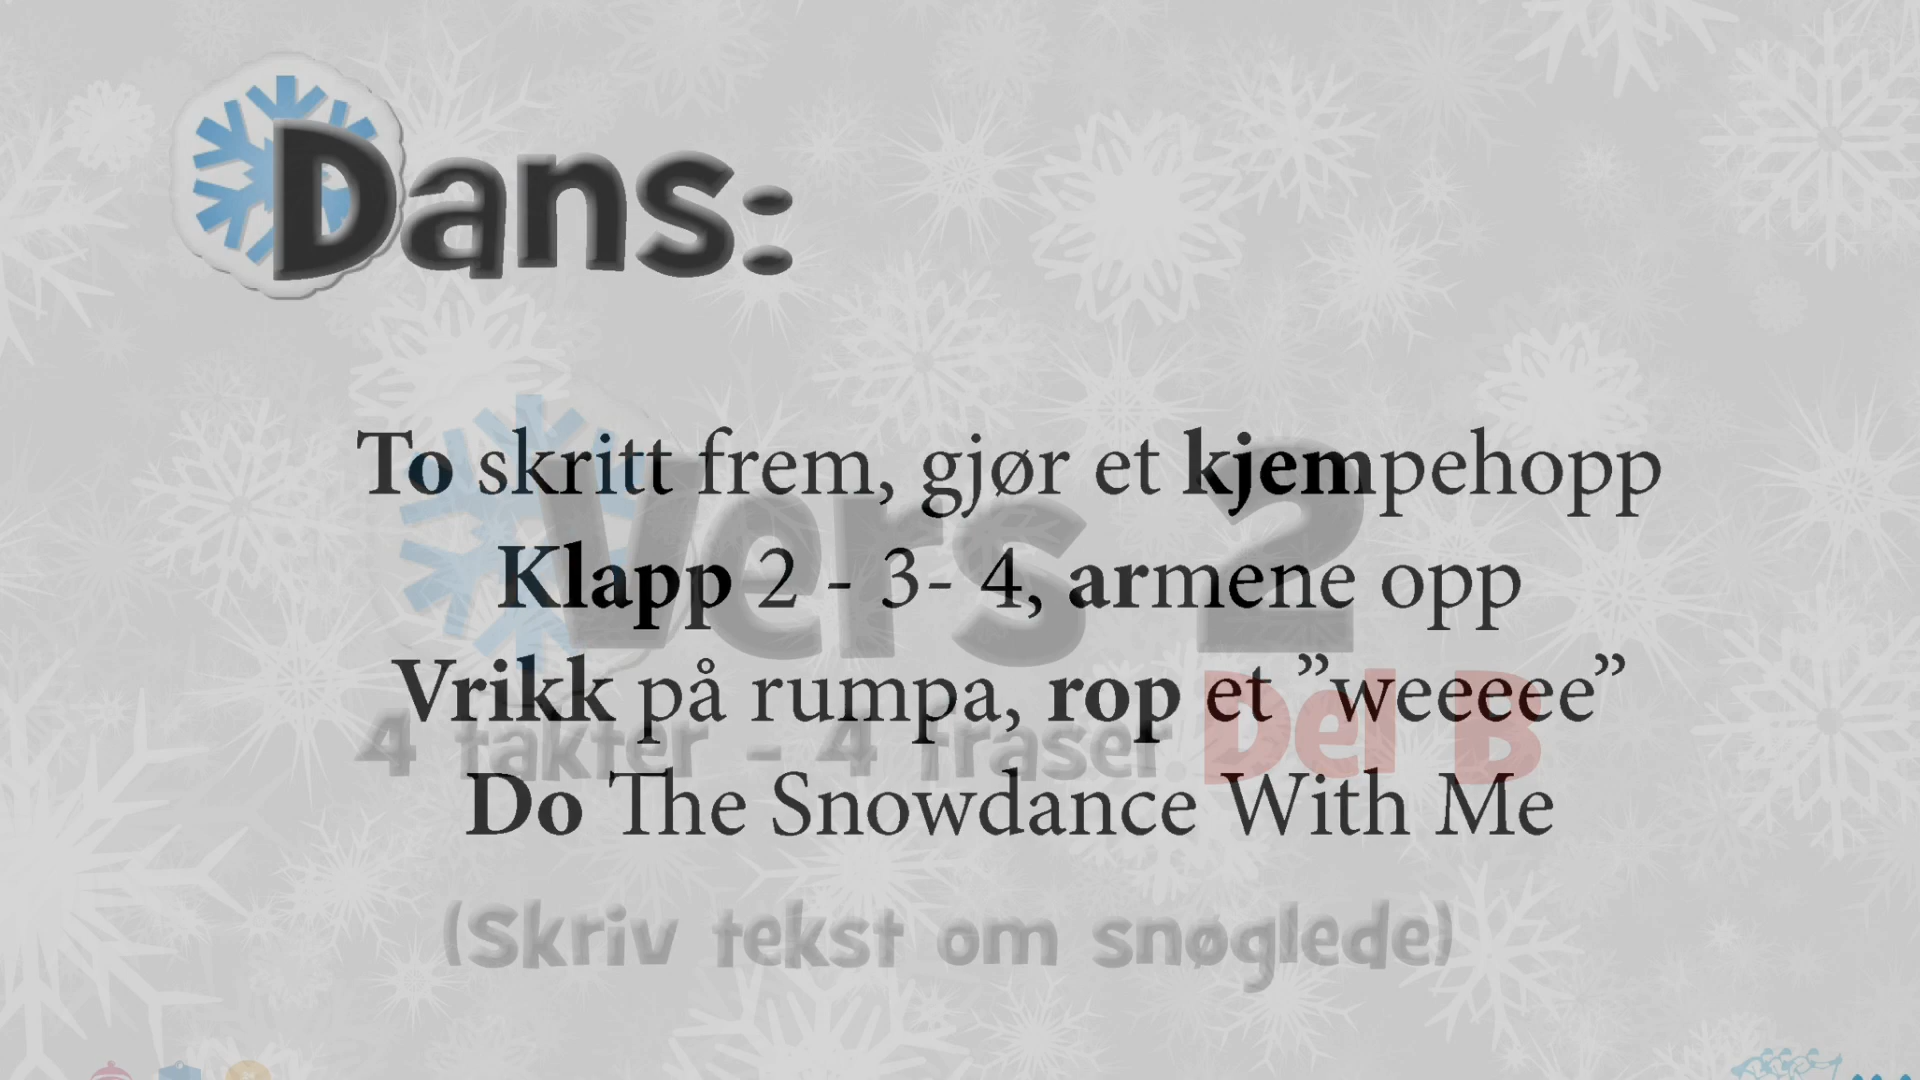 Dans:
To skritt frem, gjør et kjempehopp
Klapp 2 - 3- 4, armene opp
Vers 2
Vrikk på rumpa, rop et ”weeeee”
4 takter - 4 fraser Del B
Do The Snowdance With Me
(Skriv tekst om snøglede)